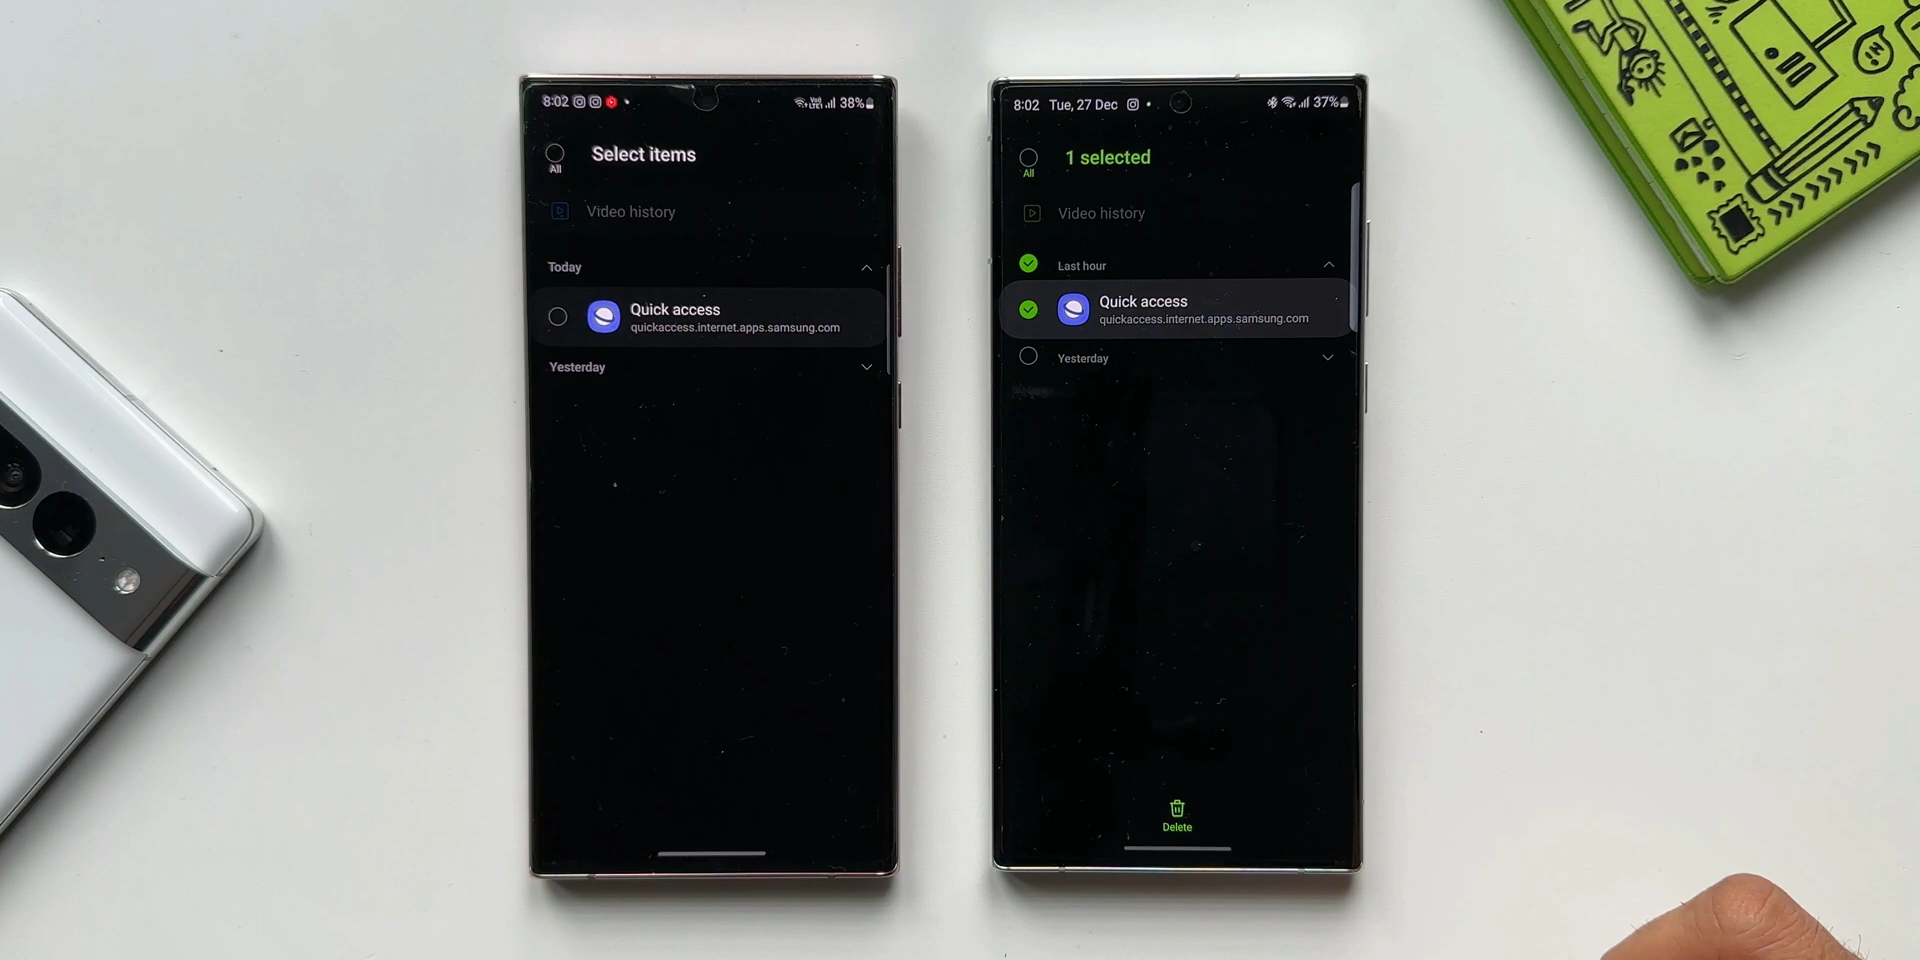 8:02
38%
All
Select items
Video history
Today
Quick access
quickaccess.internet.apps.samsung.com
Yesterday
8:02 Tue, 27 Dec
37%
All
1 selected
Video history
Last hour
Quick access
quickaccess.internet.apps.samsung.com
Yesterday
Delete